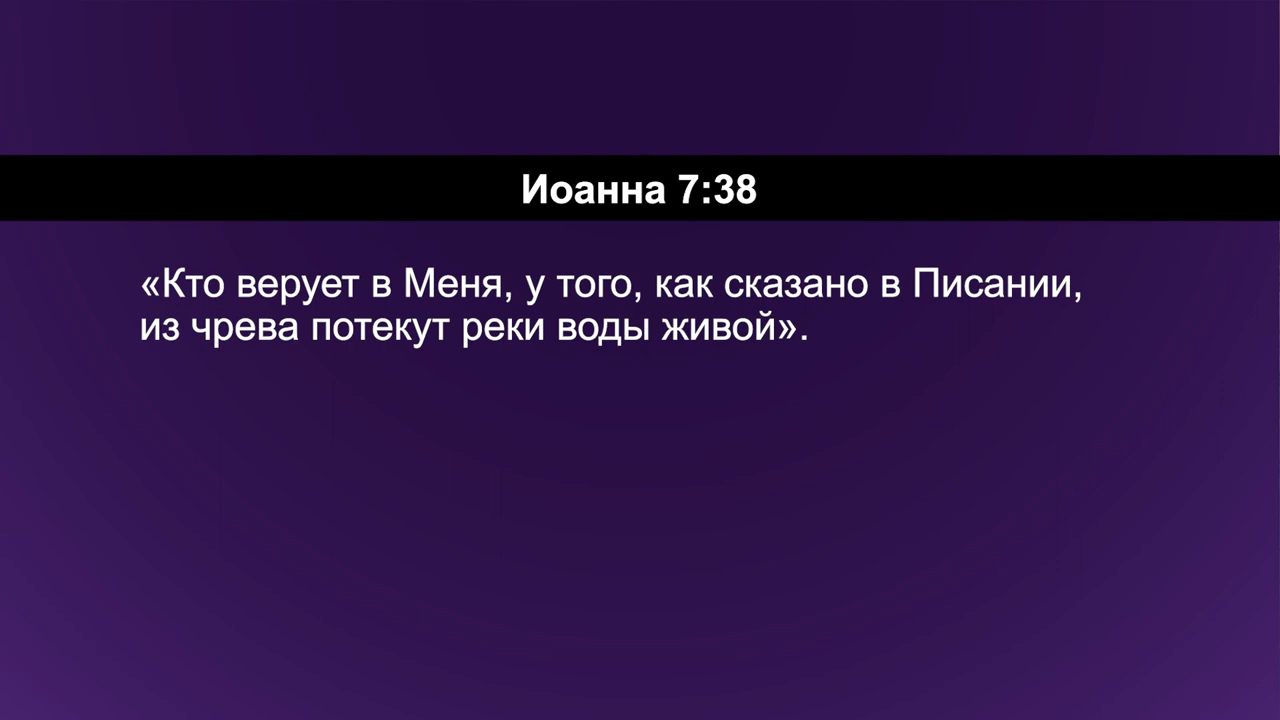 Иоанна 7:38
«Кто верует в Меня, у того, как сказано в Писании,
из чрева потекут реки воды живой».